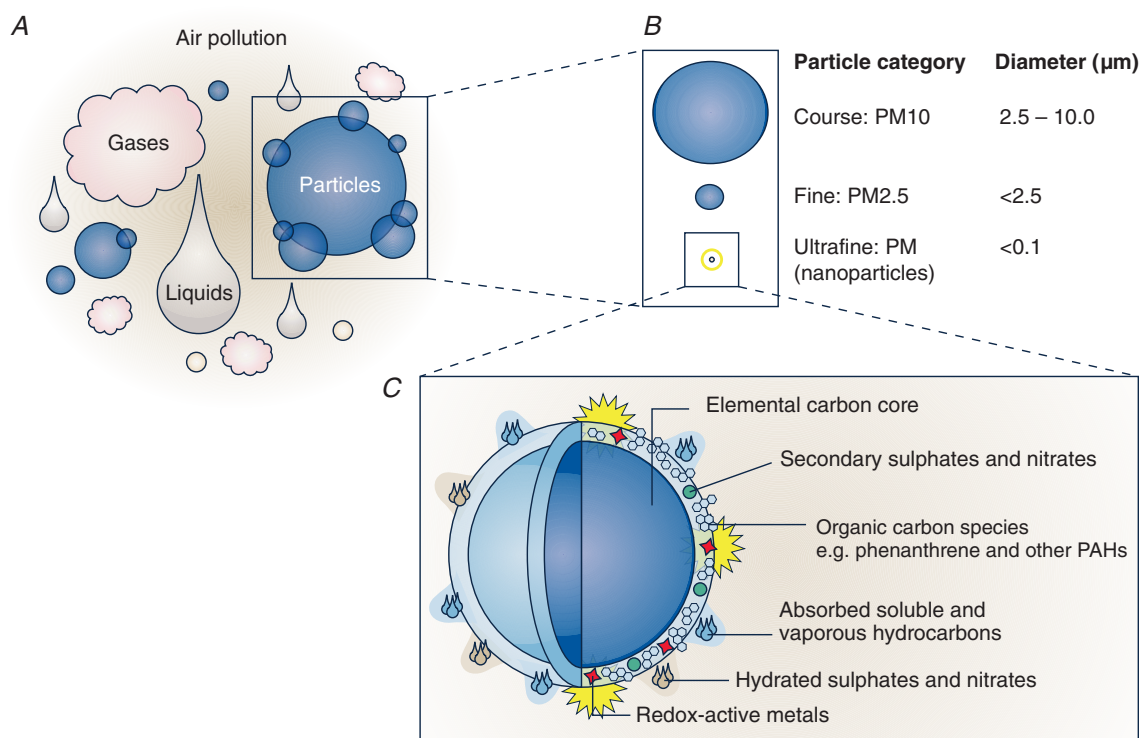 A
Air pollution
Gases
Particles
Liquids
B
Particle category Diameter (µm)
Course: PM10 2.5 – 10.0
Fine: PM2.5 <2.5
Ultrafine: PM <0.1
(nanoparticles)
C
Elemental carbon core
Secondary sulphates and nitrates
Organic carbon species
e.g. phenanthrene and other PAHs
Absorbed soluble and
vaporous hydrocarbons
Hydrated sulphates and nitrates
Redox-active metals